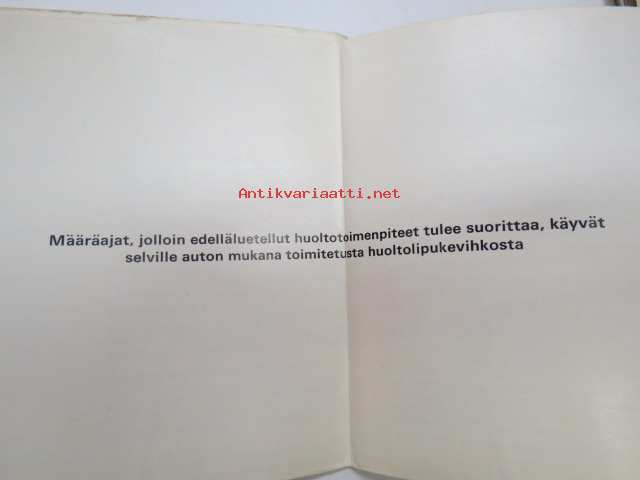 Antikvariaatti.net
Määräajat, jolloin edelläluetellut huoltotoimenpiteet tulee suorittaa, käyvät
selville auton mukana toimitetusta huoltolipukevihkosta